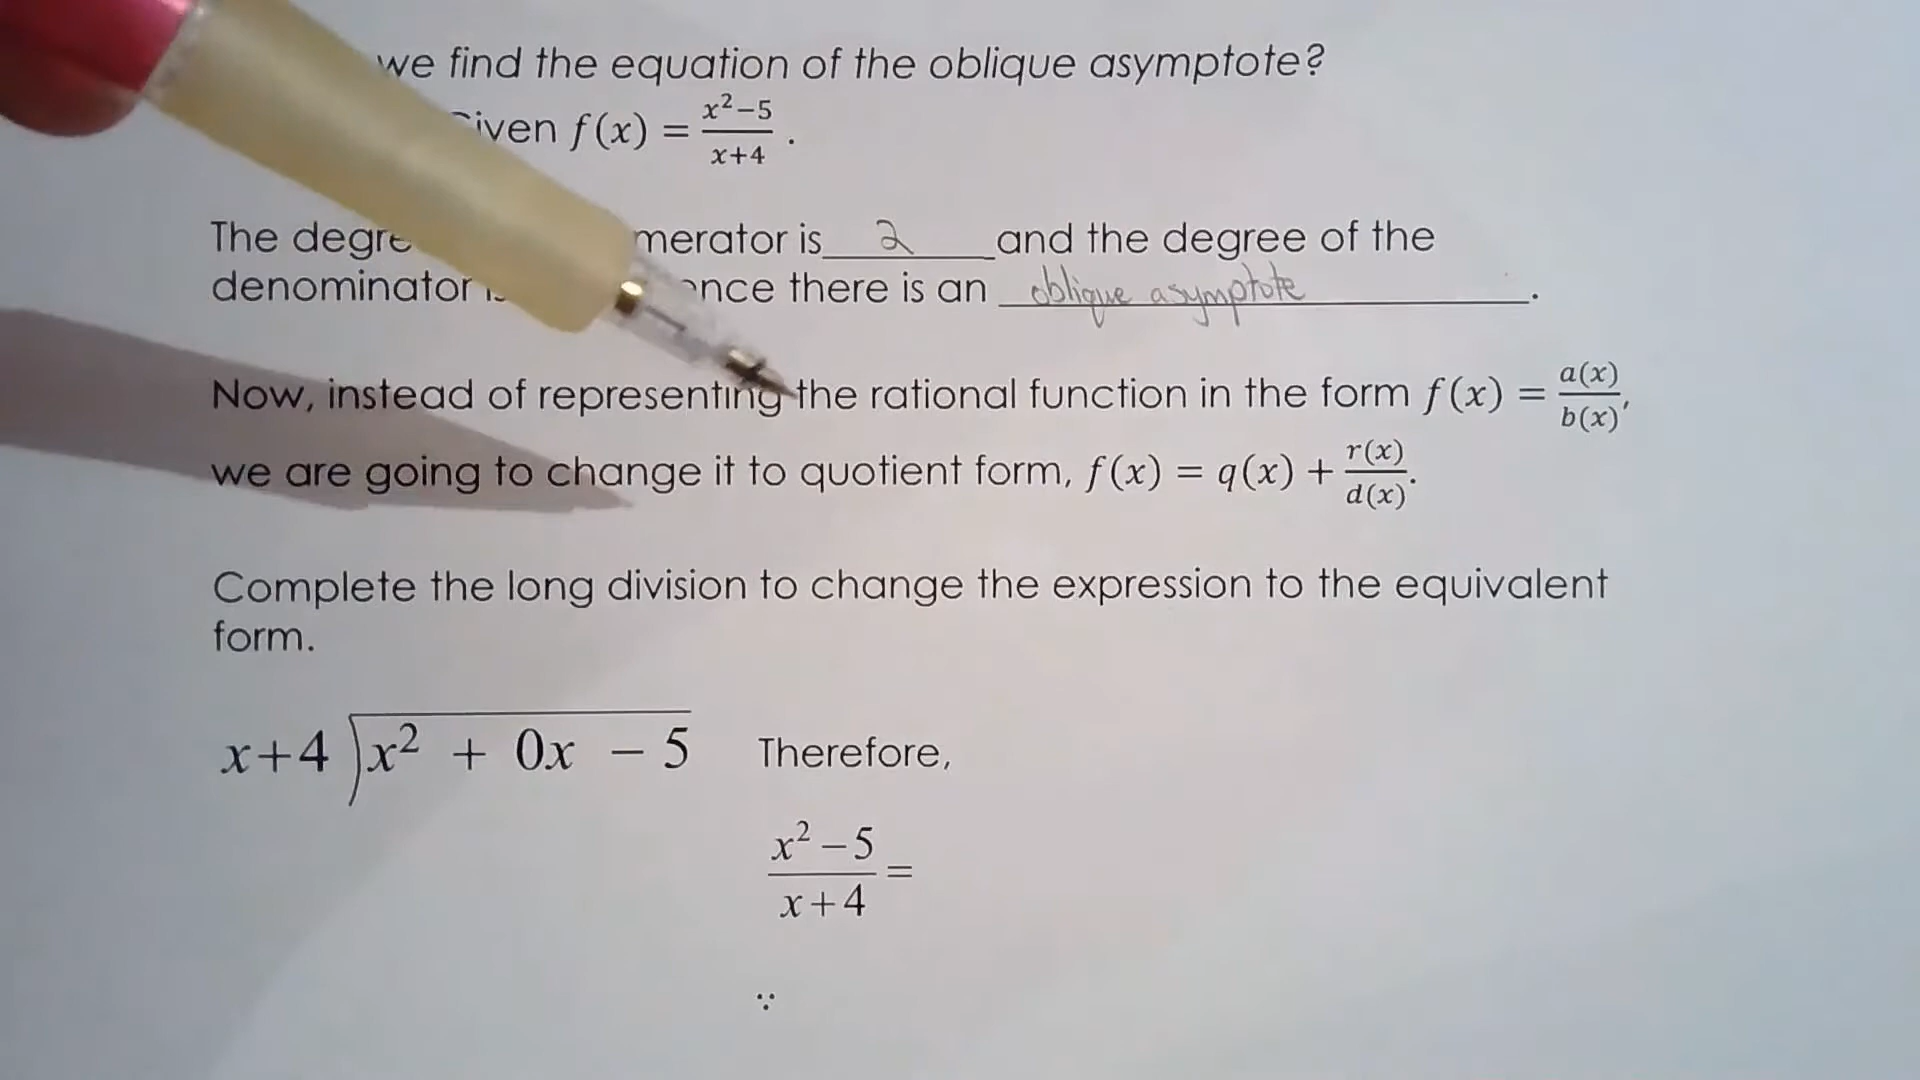 we find the equation of the oblique asymptote?
f(x) = x²−5 / x+4 .
The merator is 2 and the degree of the
denominator there is an oblique asymptote .
Now, instead of representing the rational function in the form f(x) = a(x)/b(x),
we are going to change it to quotient form, f(x) = q(x) + r(x)/d(x).
Complete the long division to change the expression to the equivalent
form.
x+4 ) x² + 0x − 5 Therefore,
x² − 5
x + 4 =
∵